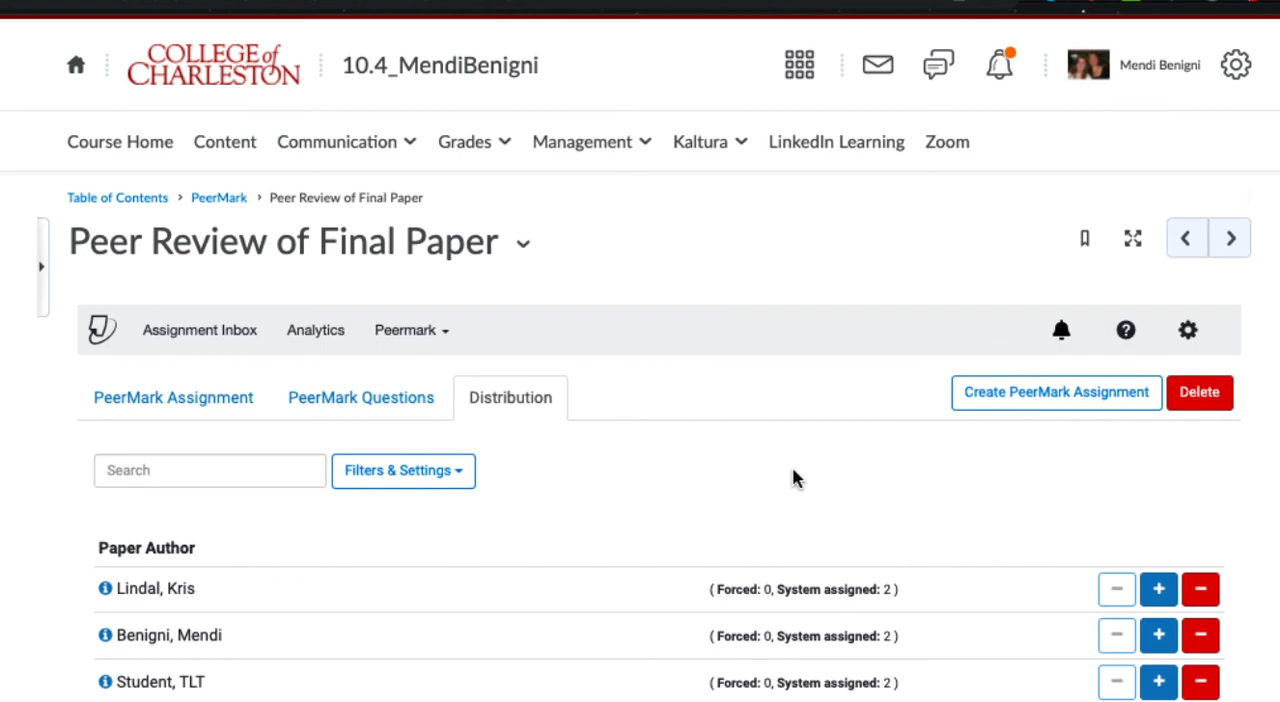 COLLEGE of CHARLESTON
10.4_MendiBenigni
Mendi Benigni
Course Home Content Communication Grades Management Kaltura LinkedIn Learning Zoom
Table of Contents > PeerMark > Peer Review of Final Paper
Peer Review of Final Paper
Assignment Inbox Analytics Peermark
PeerMark Assignment PeerMark Questions Distribution Create PeerMark Assignment Delete
Search Filters & Settings
Paper Author
Lindal, Kris ( Forced: 0, System assigned: 2 )
Benigni, Mendi ( Forced: 0, System assigned: 2 )
Student, TLT ( Forced: 0, System assigned: 2 )